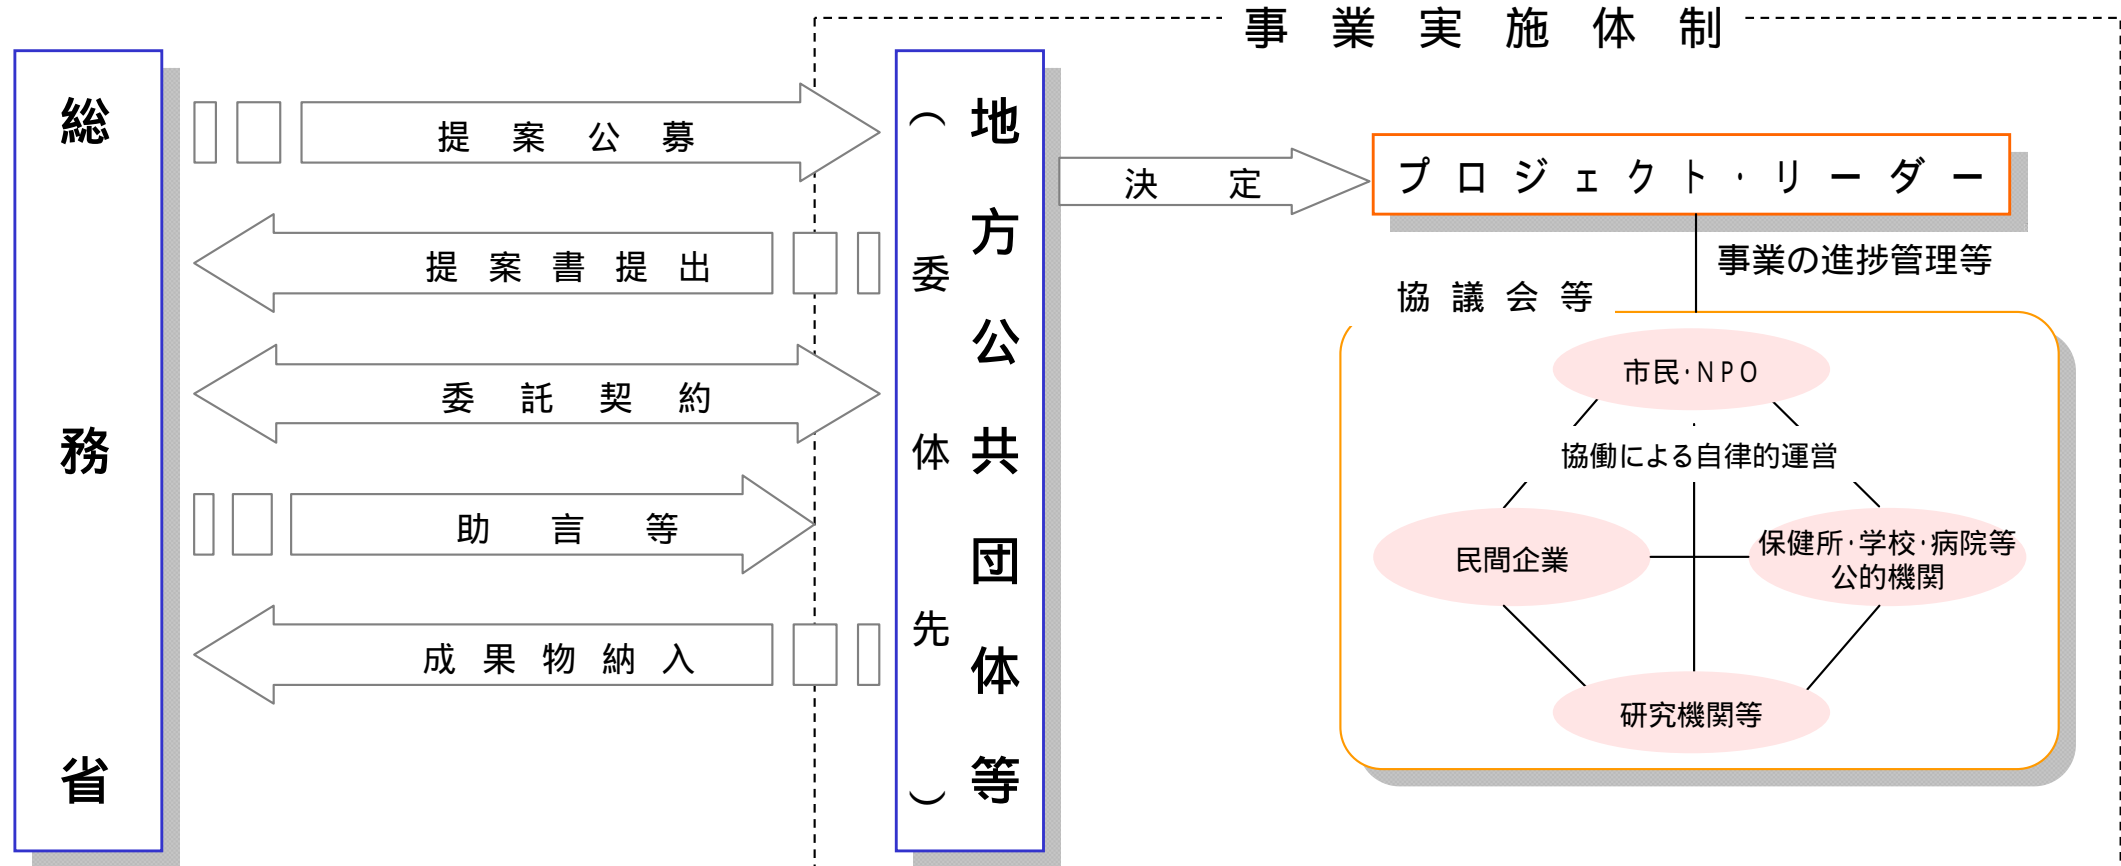 事業実施体制
総務省
提案公募
提案書提出
委託契約
助言等
成果物納入
地方公共団体等
（委体先）
決定
プロジェクト・リーダー
事業の進捗管理等
協議会等
市民・NPO
協働による自律的運営
民間企業
保健所・学校・病院等
公的機関
研究機関等